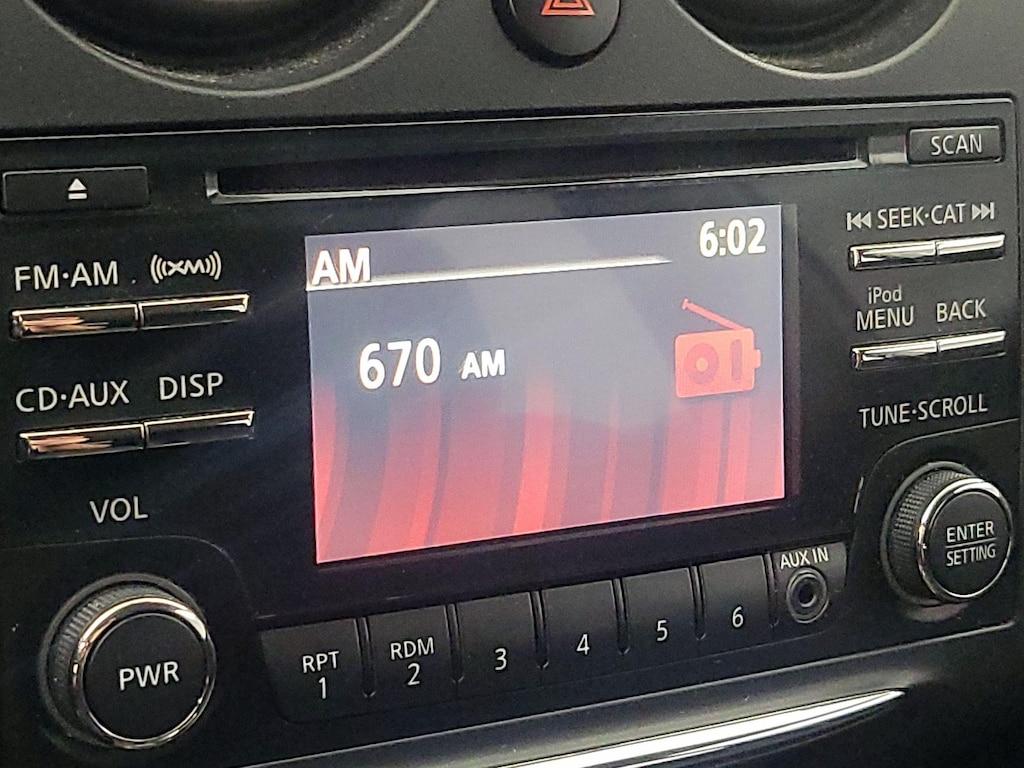 SCAN
SEEK·CAT
FM·AM
((XM))
AM
6:02
iPod
MENU
BACK
670 AM
CD·AUX
DISP
TUNE·SCROLL
VOL
ENTER
SETTING
AUX IN
PWR
RPT
1
RDM
2
3
4
5
6